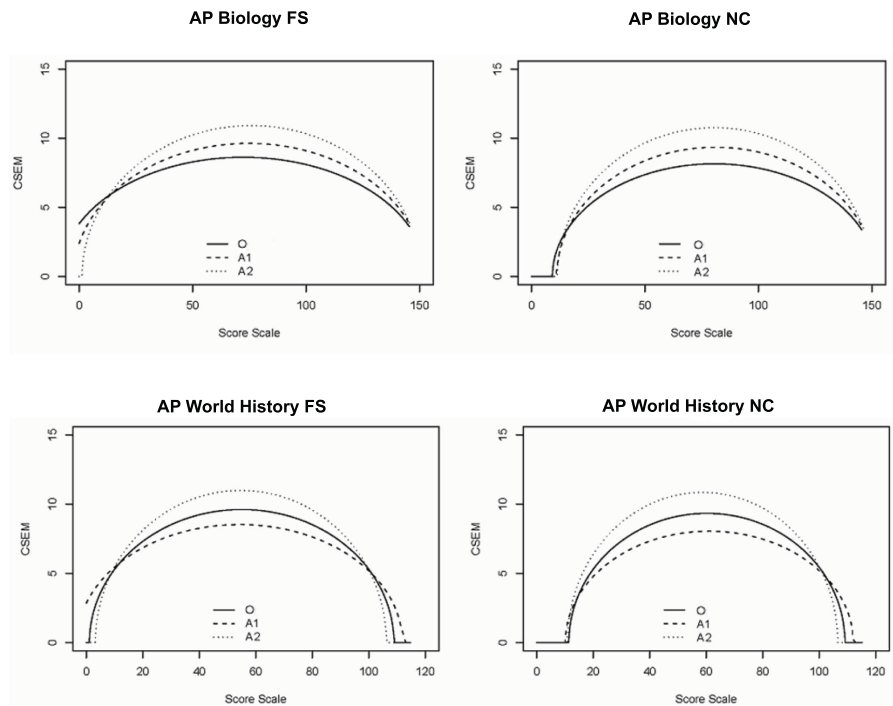 AP Biology FS
AP Biology NC
15
10
5
0
CSEM
O
A1
A2
0 50 100 150
Score Scale
15
10
5
0
CSEM
O
A1
A2
0 50 100 150
Score Scale
AP World History FS
AP World History NC
15
10
5
0
CSEM
O
A1
A2
0 20 40 60 80 100 120
Score Scale
15
10
5
0
CSEM
O
A1
A2
0 20 40 60 80 100 120
Score Scale